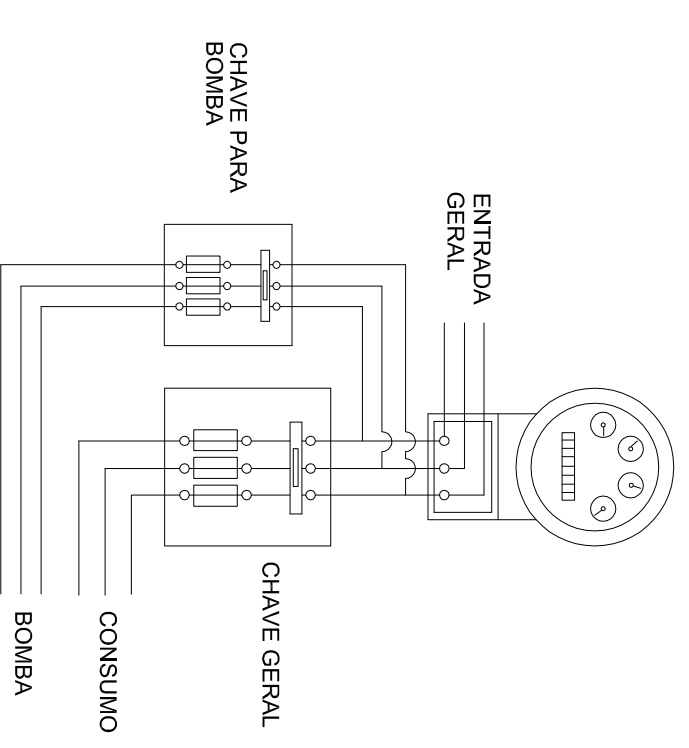 CHAVE PARA
BOMBA
ENTRADA
GERAL
CHAVE GERAL
CONSUMO
BOMBA